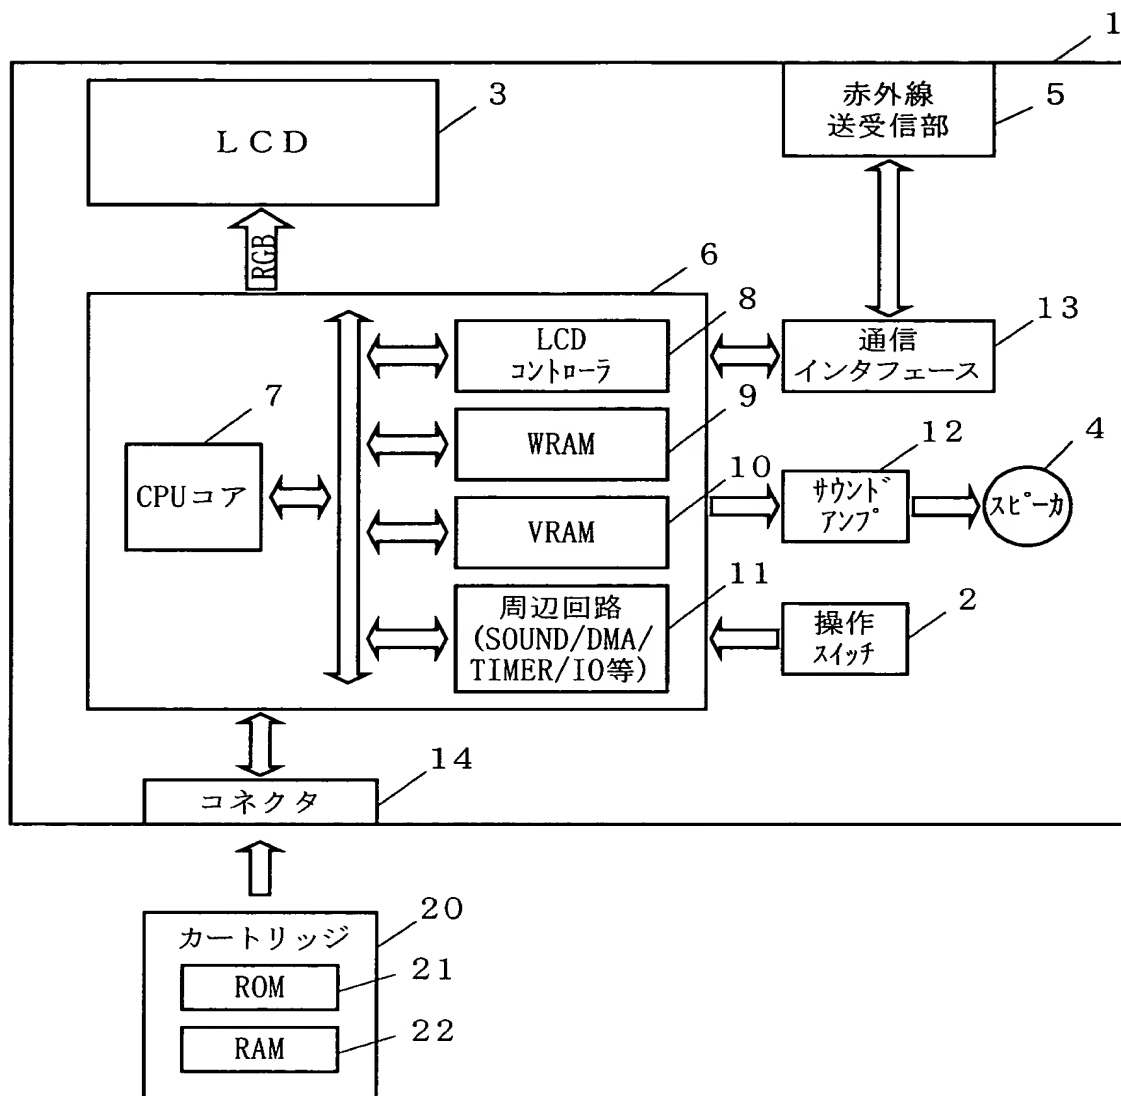 1
LCD
3
赤外線
送受信部
5
RGB
6
LCD
コントローラ
8
通信
インタフェース
13
7
CPUコア
WRAM
9
VRAM
10
サウンド
アンプ
12
スピーカ
4
周辺回路
(SOUND/DMA/
TIMER/IO等)
11
操作
スイッチ
2
コネクタ
14
カートリッジ
20
ROM
21
RAM
22